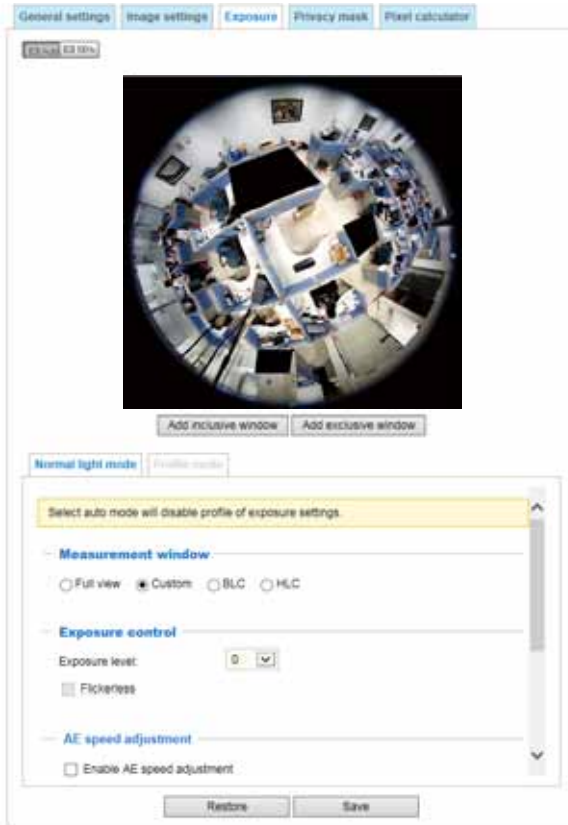 General settings Image settings Exposure Privacy mask Pixel calculator
Add inclusive window Add exclusive window
Normal light mode Profile mode
Select auto mode will disable profile of exposure settings.
Measurement window
Full view Custom BLC HLC
Exposure control
Exposure level: 0
Flickerless
AE speed adjustment
Enable AE speed adjustment
Restore Save